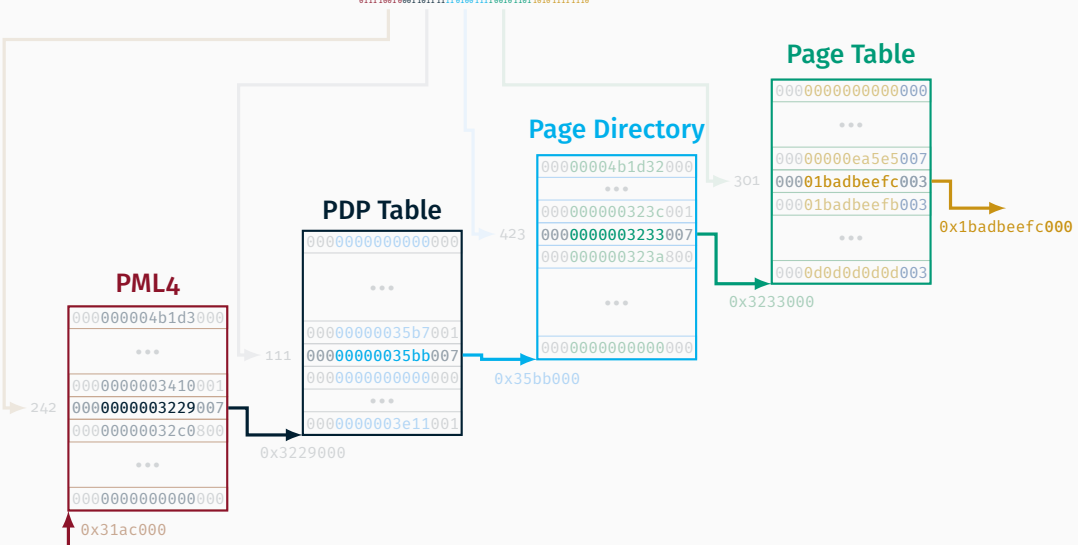 Page Table
0000000000000000
...
00000000ea5e5007
301
00001badbeefc003
00001badbeefb003
...
0000d0d0d0d0d003
0x1badbeefc000
Page Directory
00000004b1d32000
...
000000000323c001
423
0000000003233007
000000000323a800
...
0000000000000000
0x3233000
PDP Table
0000000000000000
...
00000000035b7001
111
00000000035bb007
0000000000000000
...
0000000003e11001
0x35bb000
PML4
000000004b1d3000
...
0000000003410001
242
0000000003229007
00000000032c0800
...
0000000000000000
0x3229000
0x31ac000